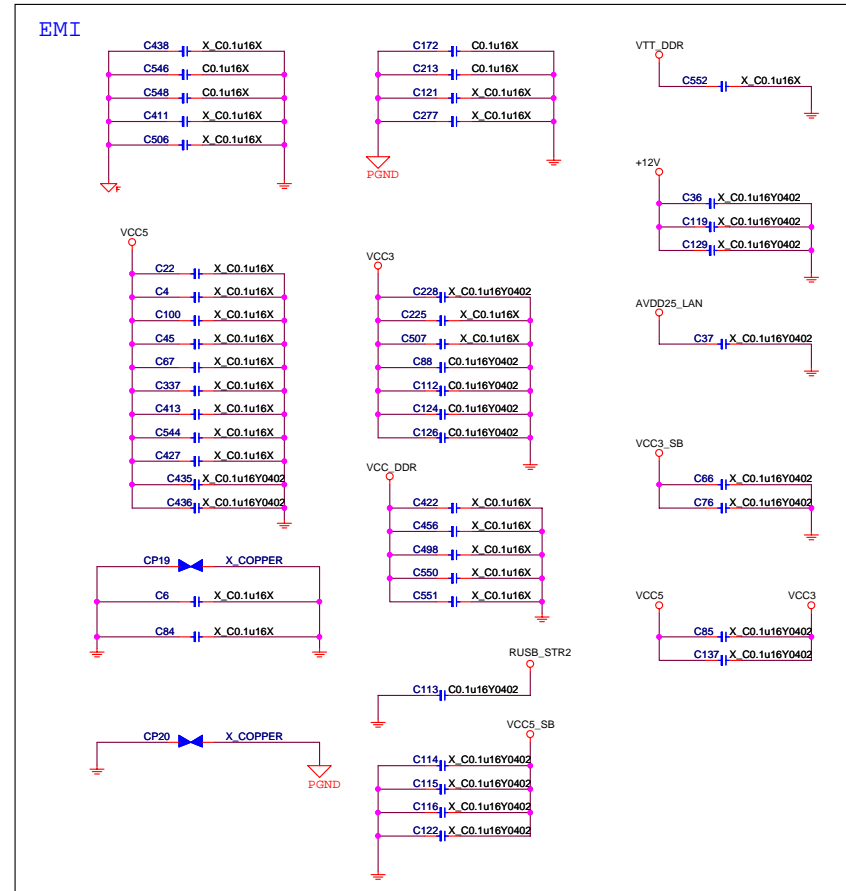 EMI
C438 X_C0.1u16X
C546 C0.1u16X
C548 C0.1u16X
C411 X_C0.1u16X
C506 X_C0.1u16X
F
C172 C0.1u16X
C213 C0.1u16X
C121 X_C0.1u16X
C277 X_C0.1u16X
PGND
VTT_DDR
C552 X_C0.1u16X
+12V
C36 X_C0.1u16Y0402
C119 X_C0.1u16Y0402
C129 X_C0.1u16Y0402
VCC5
C22 X_C0.1u16X
C4 X_C0.1u16X
C100 X_C0.1u16X
C45 X_C0.1u16X
C67 X_C0.1u16X
C337 X_C0.1u16X
C413 X_C0.1u16X
C544 X_C0.1u16X
C427 X_C0.1u16X
C435 X_C0.1u16Y0402
C436 X_C0.1u16Y0402
VCC3
C228 X_C0.1u16Y0402
C225 X_C0.1u16X
C507 X_C0.1u16X
C88 C0.1u16Y0402
C112 C0.1u16Y0402
C124 C0.1u16Y0402
C126 C0.1u16Y0402
AVDD25_LAN
C37 X_C0.1u16Y0402
VCC_DDR
C422 X_C0.1u16X
C456 X_C0.1u16X
C498 X_C0.1u16X
C550 X_C0.1u16X
C551 X_C0.1u16X
VCC3_SB
C66 X_C0.1u16Y0402
C76 X_C0.1u16Y0402
CP19 X_COPPER
C6 X_C0.1u16X
C84 X_C0.1u16X
VCC5 VCC3
C85 X_C0.1u16Y0402
C137 X_C0.1u16Y0402
RUSB_STR2
C113 C0.1u16Y0402
CP20 X_COPPER
PGND
VCC5_SB
C114 X_C0.1u16Y0402
C115 X_C0.1u16Y0402
C116 X_C0.1u16Y0402
C122 X_C0.1u16Y0402